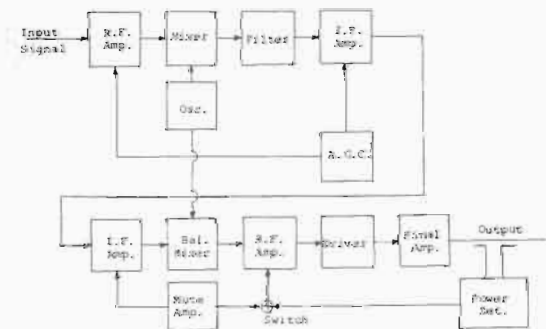 Input
Signal
R.F.
Amp.
Mixer
Filter
I.F.
Amp.
Osc.
A.G.C.
I.F.
Amp.
Bal.
Mixer
R.F.
Amp.
Driver
Final
Amp.
Output
Mute
Amp.
Switch
Power
Set.